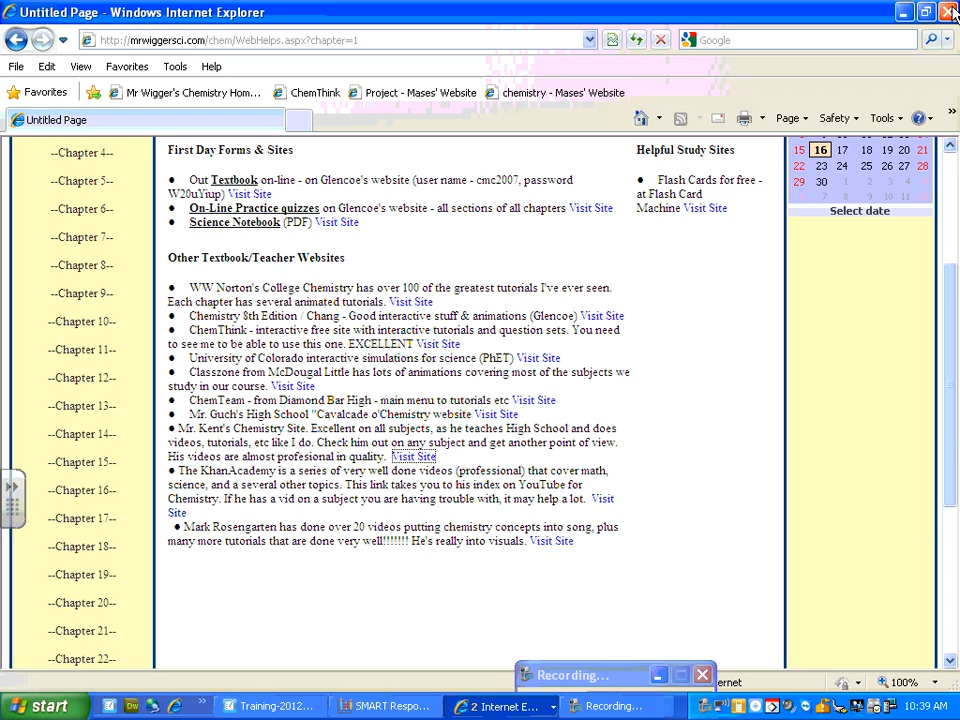 Untitled Page - Windows Internet Explorer
http://mrwiggersci.com/chem/WebHelps.aspx?chapter=1
Google
File Edit View Favorites Tools Help
Favorites Mr Wigger's Chemistry Hom... ChemThink Project - Mases' Website chemistry - Mases' Website
Untitled Page
Page Safety Tools
--Chapter 4--
--Chapter 5--
--Chapter 6--
--Chapter 7--
--Chapter 8--
--Chapter 9--
--Chapter 10--
--Chapter 11--
--Chapter 12--
--Chapter 13--
--Chapter 14--
--Chapter 15--
--Chapter 16--
--Chapter 17--
--Chapter 18--
--Chapter 19--
--Chapter 20--
--Chapter 21--
--Chapter 22--
First Day Forms & Sites
● Out Textbook on-line - on Glencoe's website (user name - cmc2007, password
W20uYiup) Visit Site
● On-Line Practice quizzes on Glencoe's website - all sections of all chapters Visit Site
● Science Notebook (PDF) Visit Site
Other Textbook/Teacher Websites
● WW Norton's College Chemistry has over 100 of the greatest tutorials I've ever seen.
Each chapter has several animated tutorials. Visit Site
● Chemistry 8th Edition / Chang - Good interactive stuff & animations (Glencoe) Visit Site
● ChemThink - interactive free site with interactive tutorials and question sets. You need
to see me to be able to use this one. EXCELLENT Visit Site
● University of Colorado interactive simulations for science (PhET) Visit Site
● Classzone from McDougal Little has lots of animations covering most of the subjects we
study in our course. Visit Site
● ChemTeam - from Diamond Bar High - main menu to tutorials etc Visit Site
● Mr. Guch's High School "Cavalcade o'Chemistry website Visit Site
● Mr. Kent's Chemistry Site. Excellent on all subjects, as he teaches High School and does
videos, tutorials, etc like I do. Check him out on any subject and get another point of view.
His videos are almost profesional in quality. Visit Site
● The KhanAcademy is a series of very well done videos (professional) that cover math,
science, and a several other topics. This link takes you to his index on YouTube for
Chemistry. If he has a vid on a subject you are having trouble with, it may help a lot. Visit
Site
● Mark Rosengarten has done over 20 videos putting chemistry concepts into song, plus
many more tutorials that are done very well!!!!!!! He's really into visuals. Visit Site
Helpful Study Sites
● Flash Cards for free -
at Flash Card
Machine Visit Site
15 16 17 18 19 20 21
22 23 24 25 26 27 28
29 30 1 2 3 4 5
6 7 8 9 10 11
Select date
Recording...
ernet
100%
start
Training-2012...
SMART Respo...
2 Internet E...
Recording...
10:39 AM